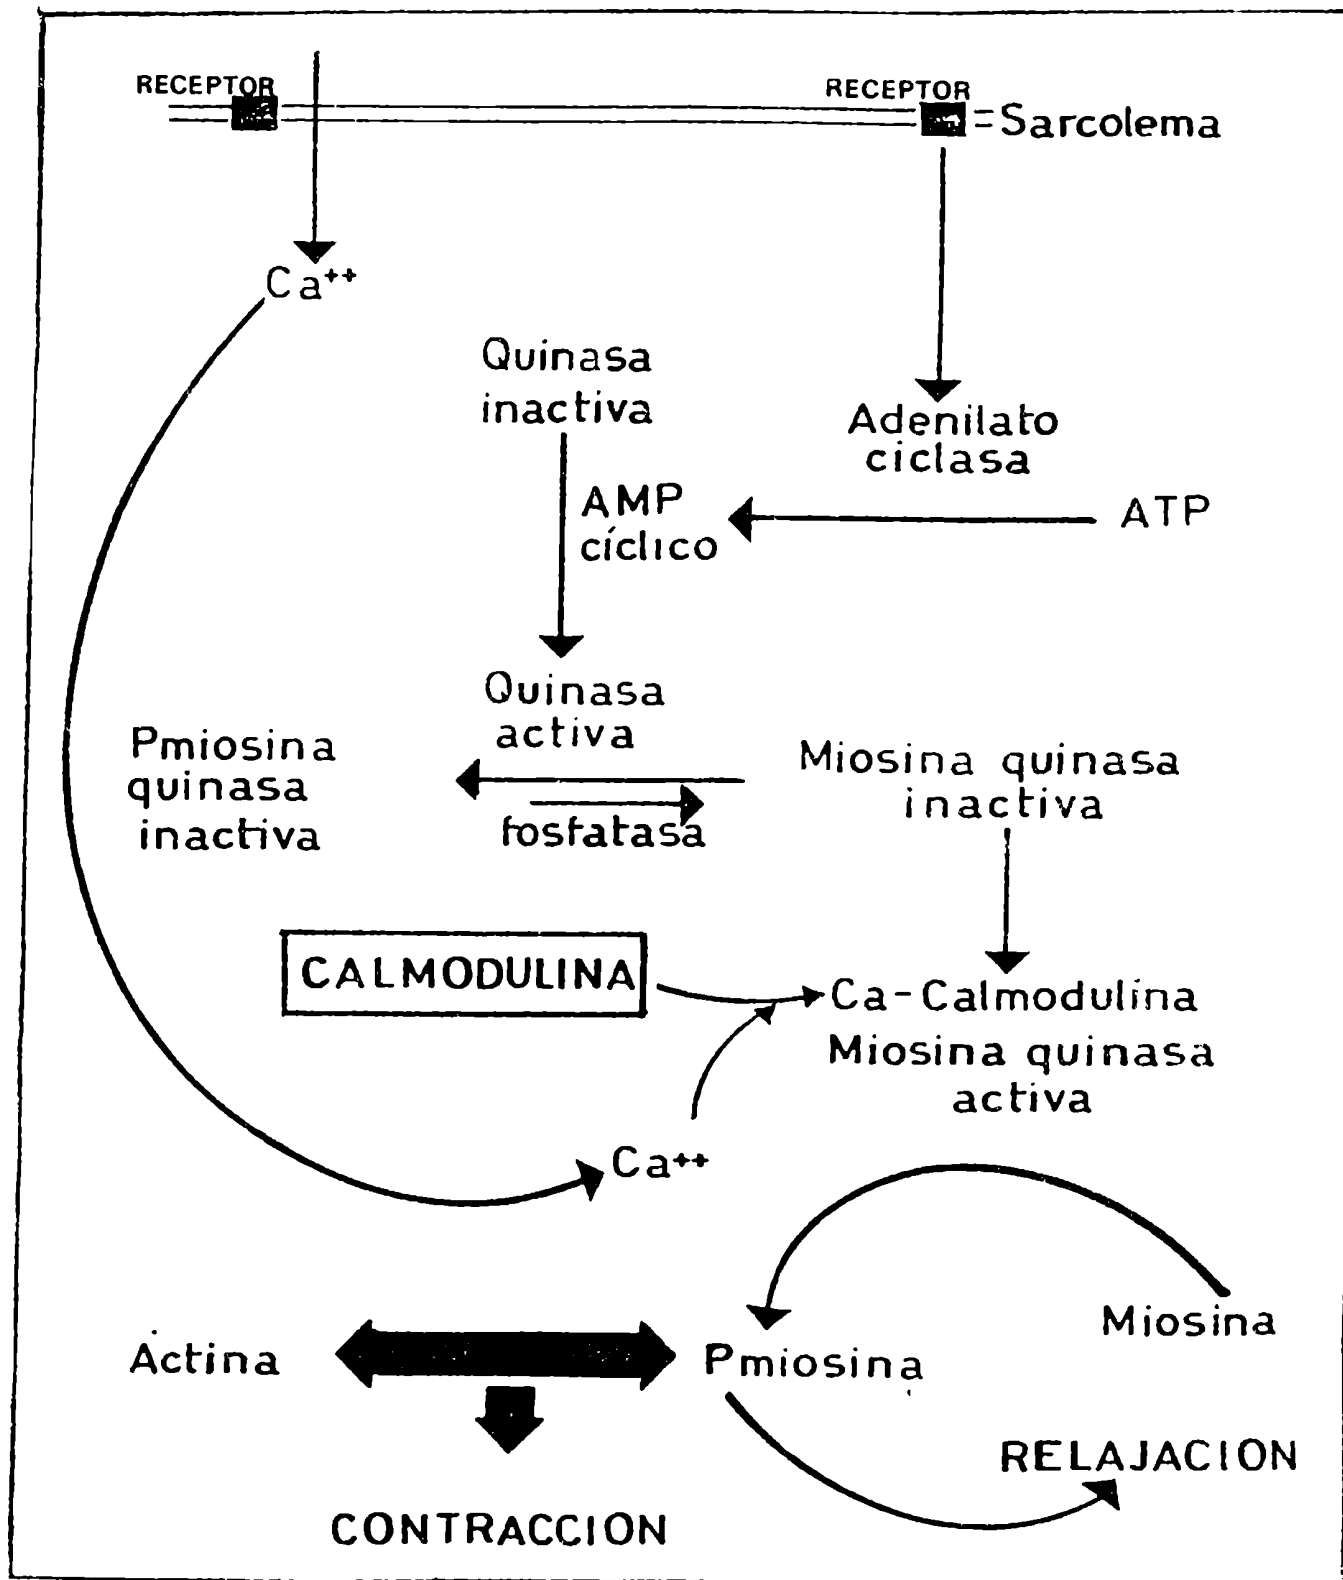 RECEPTOR
RECEPTOR
Sarcolema
Ca++
Quinasa
inactiva
Adenilato
ciclasa
AMP
cíclico
ATP
Quinasa
activa
Pmiosina
quinasa
inactiva
fosfatasa
Miosina quinasa
inactiva
CALMODULINA
Ca-Calmodulina
Miosina quinasa
activa
Ca++
Miosina
Actina
Pmiosina
RELAJACION
CONTRACCION